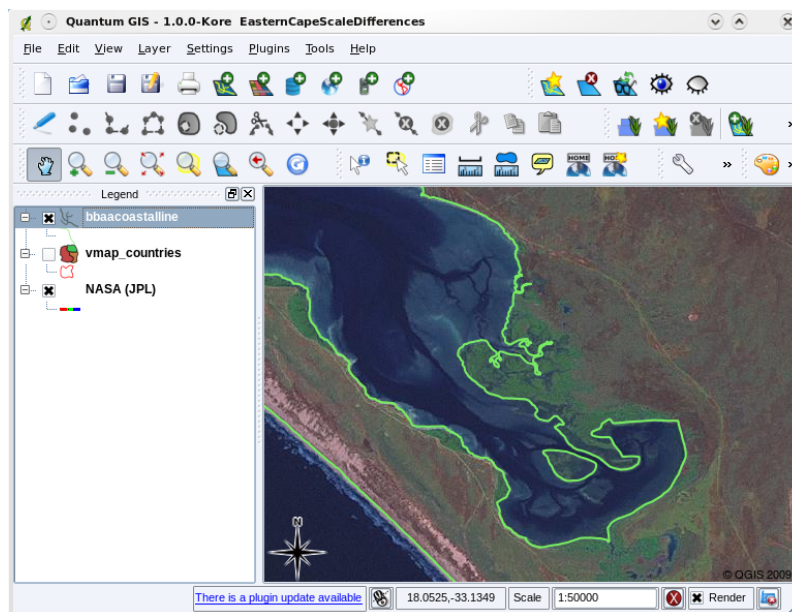 Quantum GIS - 1.0.0-Kore EasternCapeScaleDifferences
File Edit View Layer Settings Plugins Tools Help
Legend
bbaacoastalline
vmap_countries
NASA (JPL)
N
© QGIS 2009
There is a plugin update available 18.0525,-33.1349 Scale 1:50000 Render